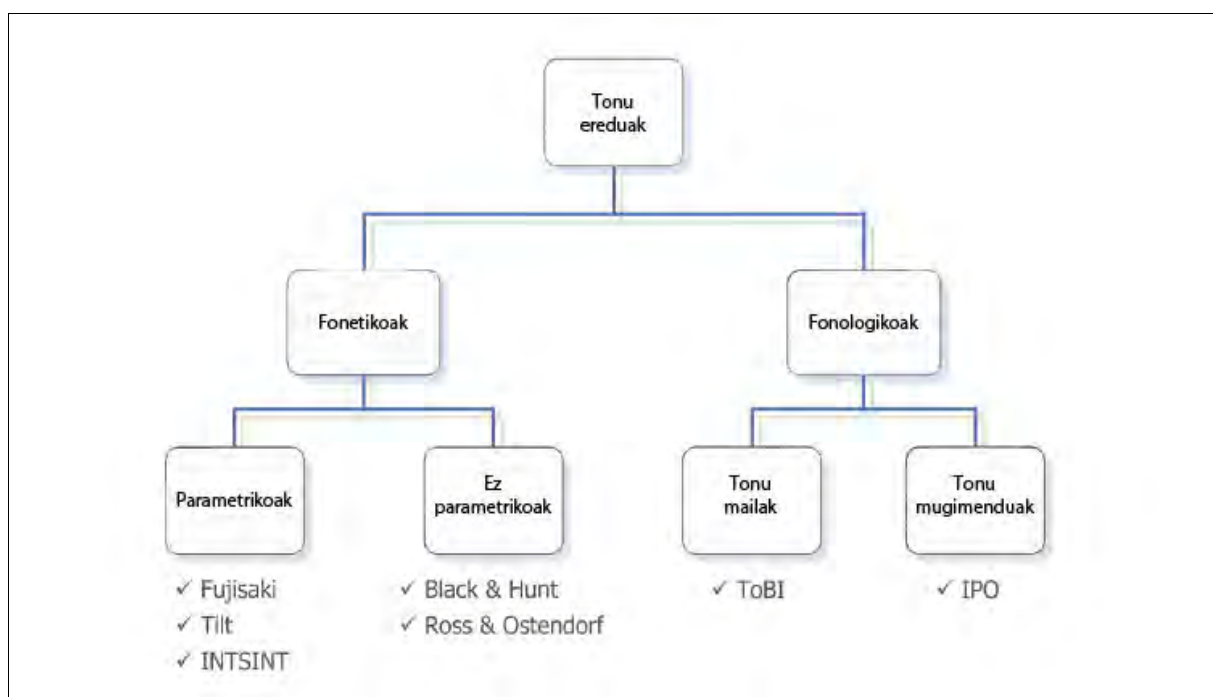 Tonu
ereduak
Fonetikoak
Fonologikoak
Parametrikoak
Ez
parametrikoak
Tonu
mailak
Tonu
mugimenduak
✓ Fujisaki
✓ Tilt
✓ INTSINT
✓ Black & Hunt
✓ Ross & Ostendorf
✓ ToBI
✓ IPO